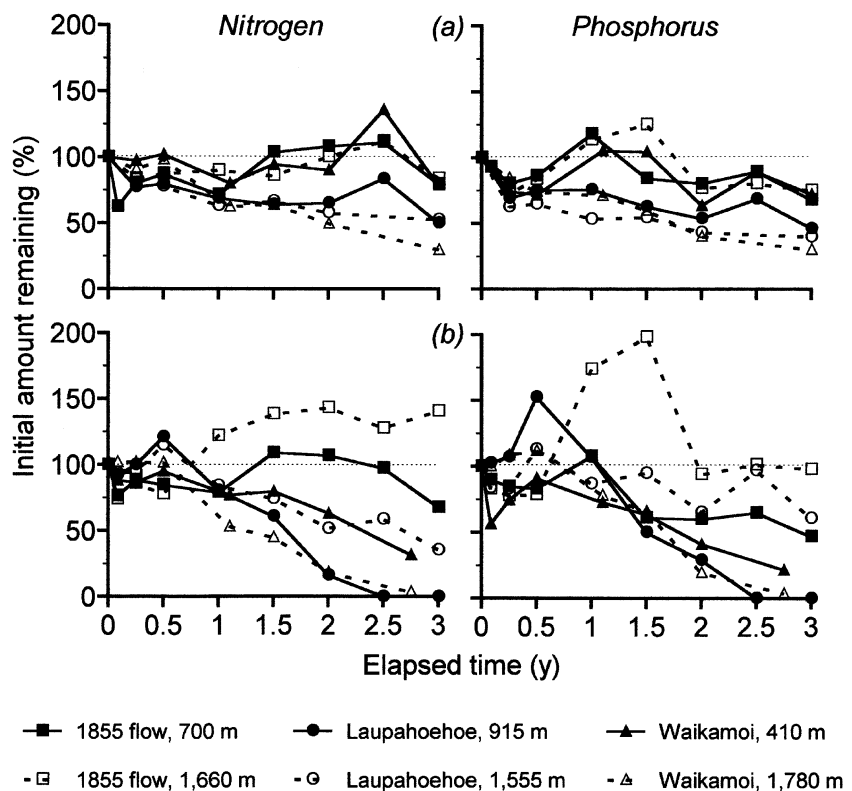 Nitrogen (a) Phosphorus
200
150
100
50
0
Initial amount remaining (%)
(b)
200
150
100
50
0
0 0.5 1 1.5 2 2.5 3 0 0.5 1 1.5 2 2.5 3
Elapsed time (y)
1855 flow, 700 m Laupahoehoe, 915 m Waikamoi, 410 m
1855 flow, 1,660 m Laupahoehoe, 1,555 m Waikamoi, 1,780 m